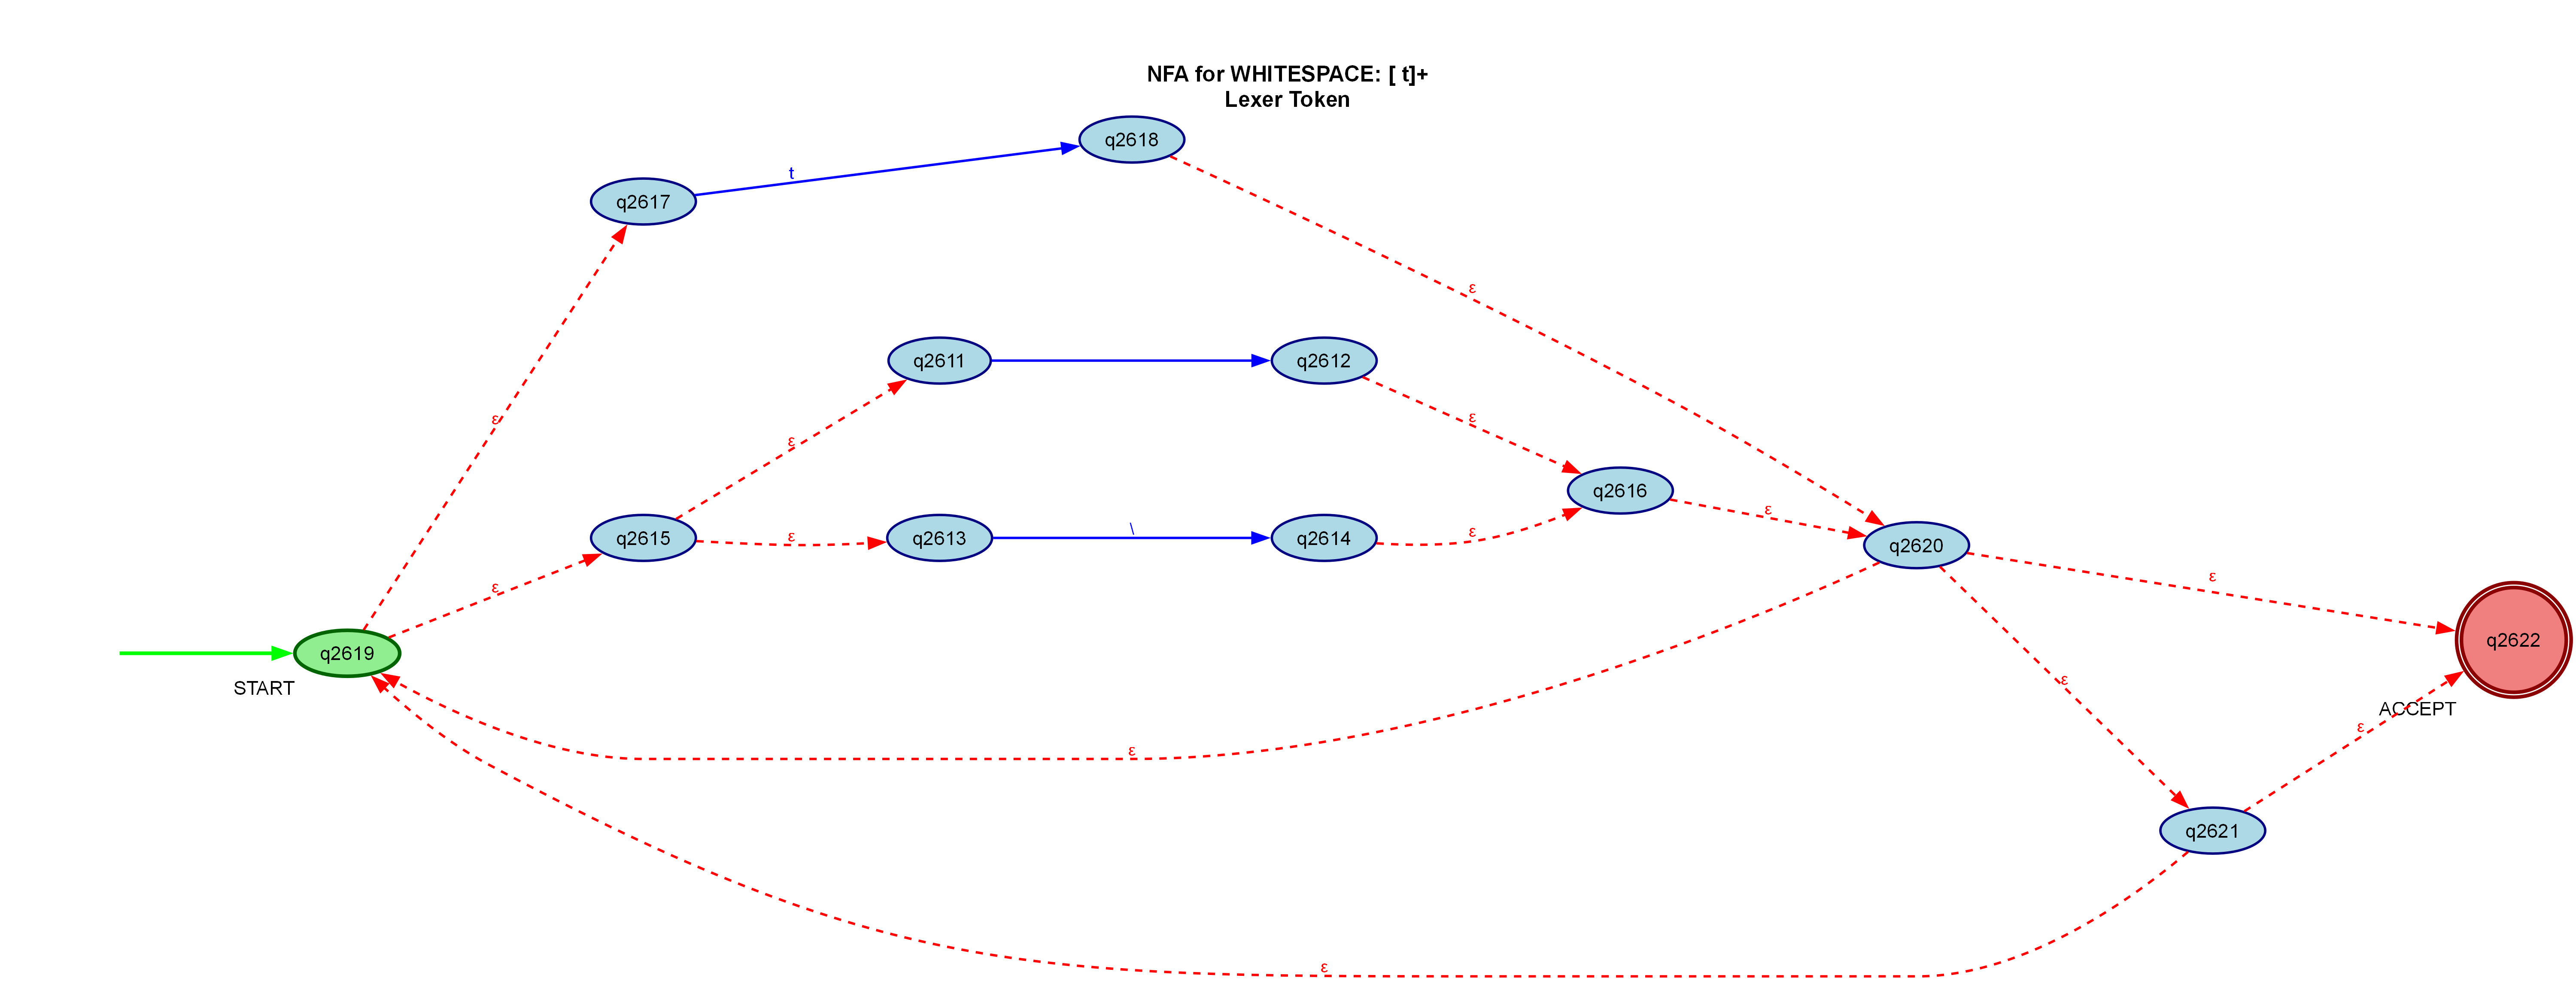 NFA for WHITESPACE: [ t]+
Lexer Token
q2618
t
q2617
ε
q2611
q2612
ε
ε
ε
q2616
ε
q2615
ε
q2613
\
q2614
ε
q2620
ε
ε
q2622
q2619
START
ε
ACCEPT
ε
ε
q2621
ε